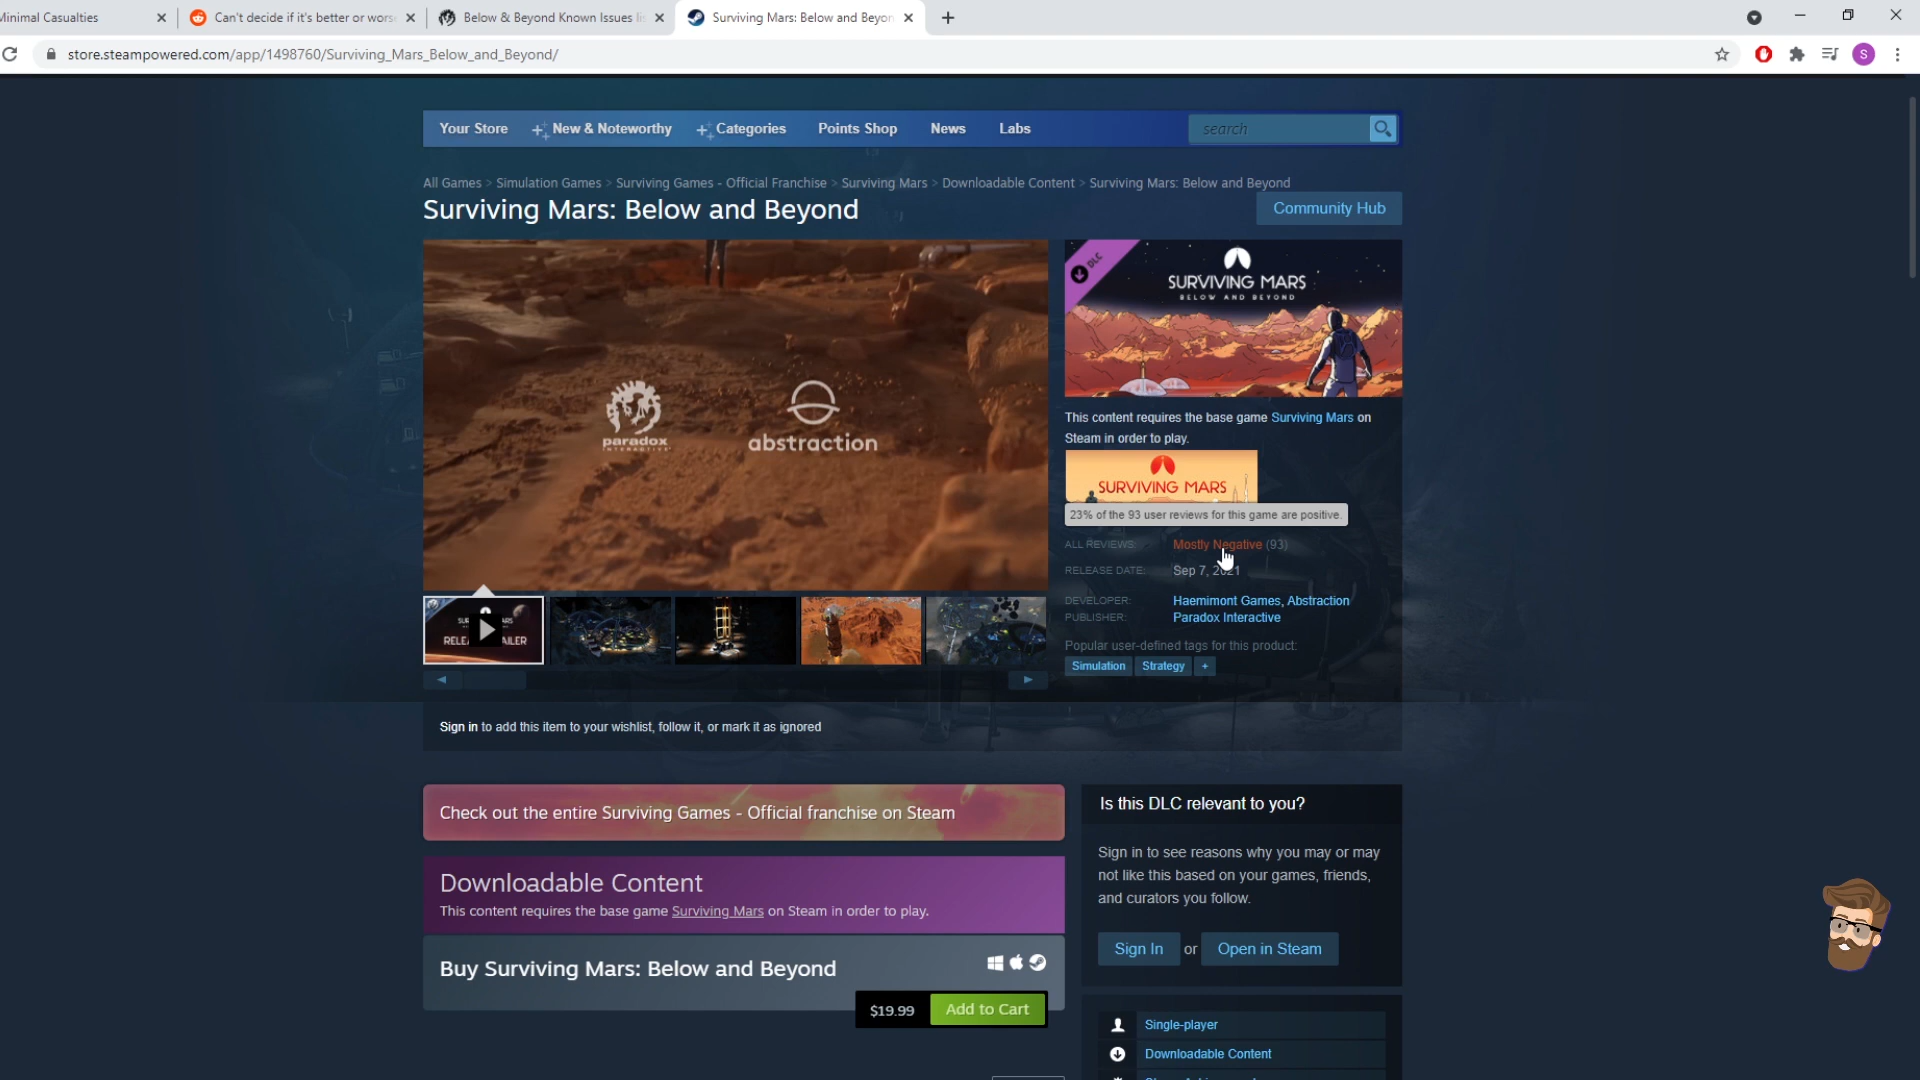 Minimal Casualties
Can't decide if it's better or worse
Below & Beyond Known Issues lis
Surviving Mars: Below and Beyon
store.steampowered.com/app/1498760/Surviving_Mars_Below_and_Beyond/
S
Your Store
New & Noteworthy
Categories
Points Shop
News
Labs
search
All Games > Simulation Games > Surviving Games - Official Franchise > Surviving Mars > Downloadable Content > Surviving Mars: Below and Beyond
Surviving Mars: Below and Beyond
Community Hub
paradox
INTERACTIVE
abstraction
DLC
SURVIVING MARS
BELOW AND BEYOND
This content requires the base game Surviving Mars on
Steam in order to play.
SURVIVING MARS
23% of the 93 user reviews for this game are positive.
ALL REVIEWS:
Mostly Negative (93)
RELEASE DATE:
Sep 7, 2021
DEVELOPER:
Haemimont Games, Abstraction
PUBLISHER:
Paradox Interactive
Popular user-defined tags for this product:
Simulation
Strategy
+
Sign in to add this item to your wishlist, follow it, or mark it as ignored
Check out the entire Surviving Games - Official franchise on Steam
Downloadable Content
This content requires the base game Surviving Mars on Steam in order to play.
Buy Surviving Mars: Below and Beyond
$19.99
Add to Cart
Is this DLC relevant to you?
Sign in to see reasons why you may or may
not like this based on your games, friends,
and curators you follow.
Sign In or Open in Steam
Single-player
Downloadable Content